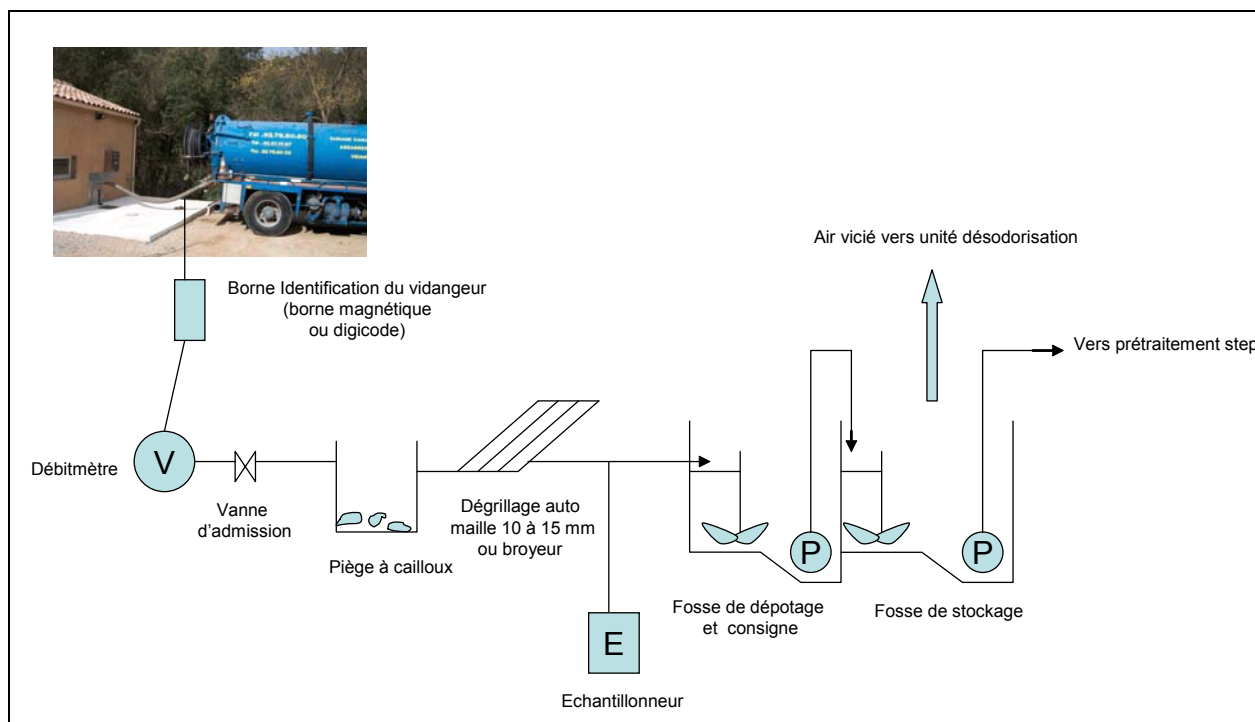 Air vicié vers unité désodorisation
Borne Identification du vidangeur
(borne magnétique
ou digicode)
Vers prétraitement step
V
Débitmètre
Vanne
d'admission
Piège à cailloux
Dégrillage auto
maille 10 à 15 mm
ou broyeur
P
P
Fosse de dépotage
et consigne
Fosse de stockage
E
Echantillonneur